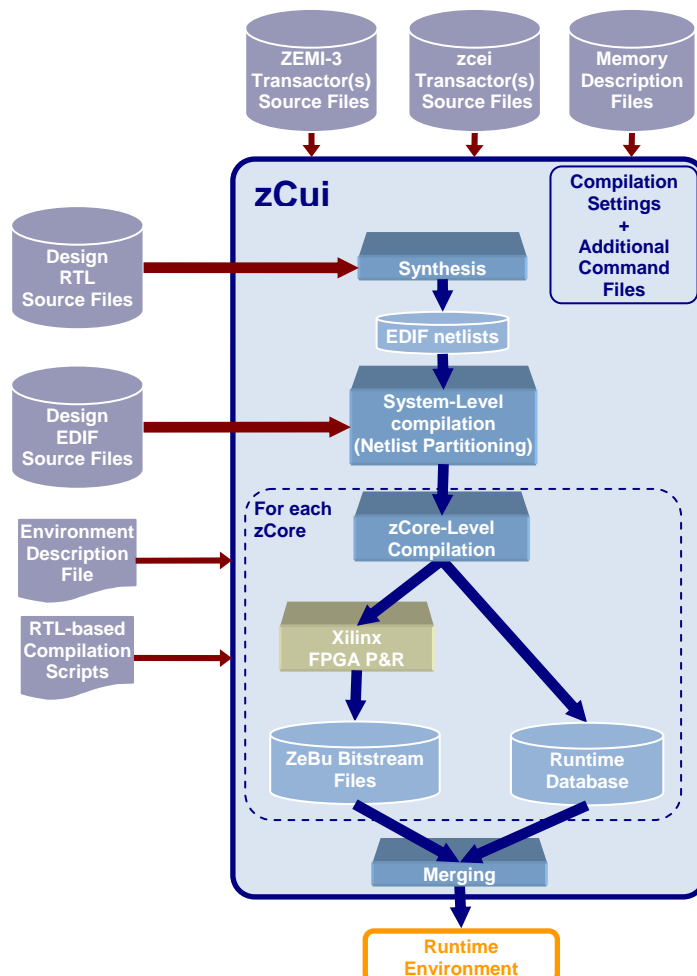 ZEMI-3
Transactor(s)
Source Files
zcei
Transactor(s)
Source Files
Memory
Description
Files
zCui
Compilation
Settings
+
Additional
Command
Files
Design
RTL
Source Files
Synthesis
EDIF netlists
Design
EDIF
Source Files
System-Level
compilation
(Netlist Partitioning)
For each
zCore
zCore-Level
Compilation
Environment
Description
File
RTL-based
Compilation
Scripts
Xilinx
FPGA P&R
ZeBu Bitstream
Files
Runtime
Database
Merging
Runtime
Environment